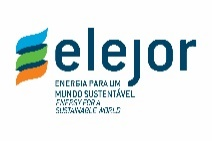 elejor
ENERGIA PARA UM
MUNDO SUSTENTÁVEL
ENERGY FOR A
SUSTAINABLE WORLD